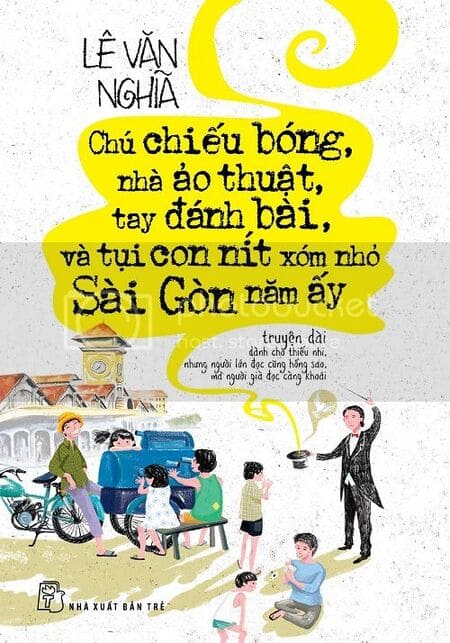 LÊ VĂN
NGHĨA
Chú chiếu bóng,
nhà ảo thuật,
tay đánh bài,
và tụi con nít xóm nhỏ
Sài Gòn năm ấy
photobucket
truyện dài
dành cho thiếu nhi,
nhưng người lớn đọc cũng hổng sao,
mà người già đọc càng khoái
NHÀ XUẤT BẢN TRẺ